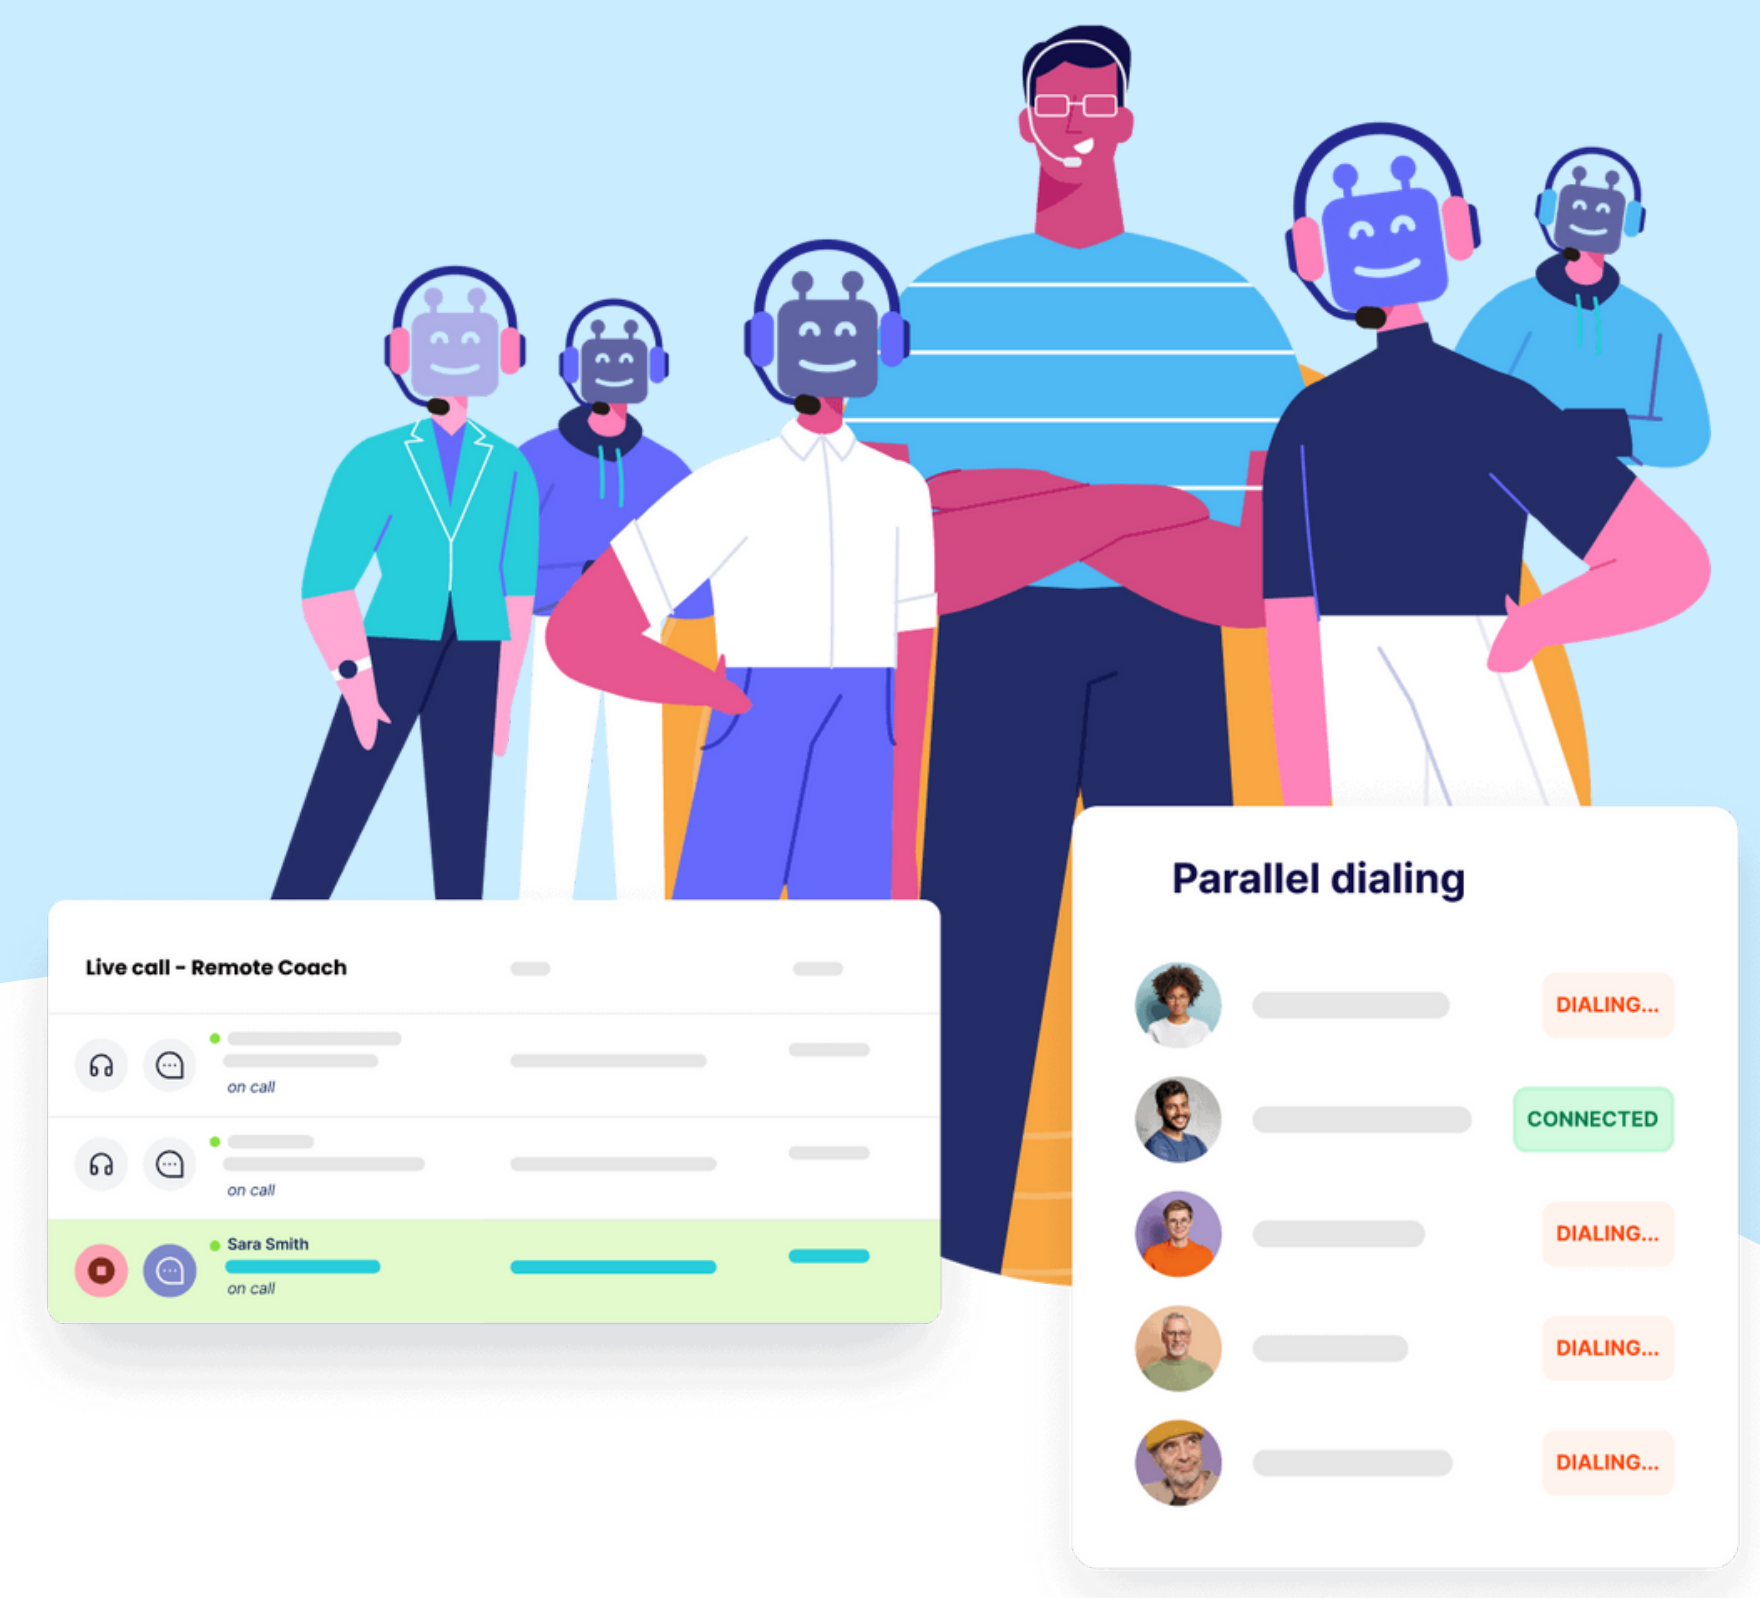 Live call - Remote Coach
on call
on call
Sara Smith
on call
Parallel dialing
DIALING...
CONNECTED
DIALING...
DIALING...
DIALING...